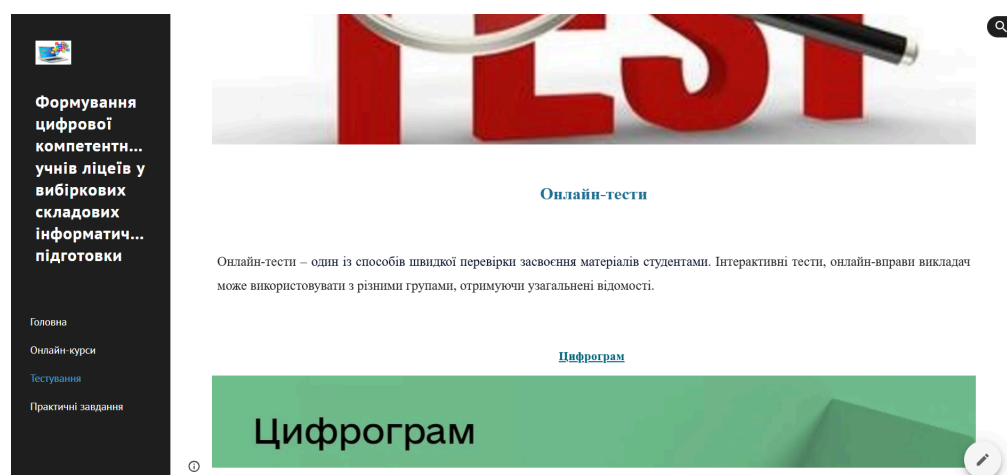 TEST
Формування
цифрової
компетентн...
учнів ліцеїв у
вибіркових
складових
інформатич...
підготовки
Головна
Онлайн-курси
Тестування
Практичні завдання
Онлайн-тести
Онлайн-тести – один із способів швидкої перевірки засвоєння матеріалів студентами. Інтерактивні тести, онлайн-вправи викладач
може використовувати з різними групами, отримуючи узагальнені відомості.
Цифрограм
Цифрограм